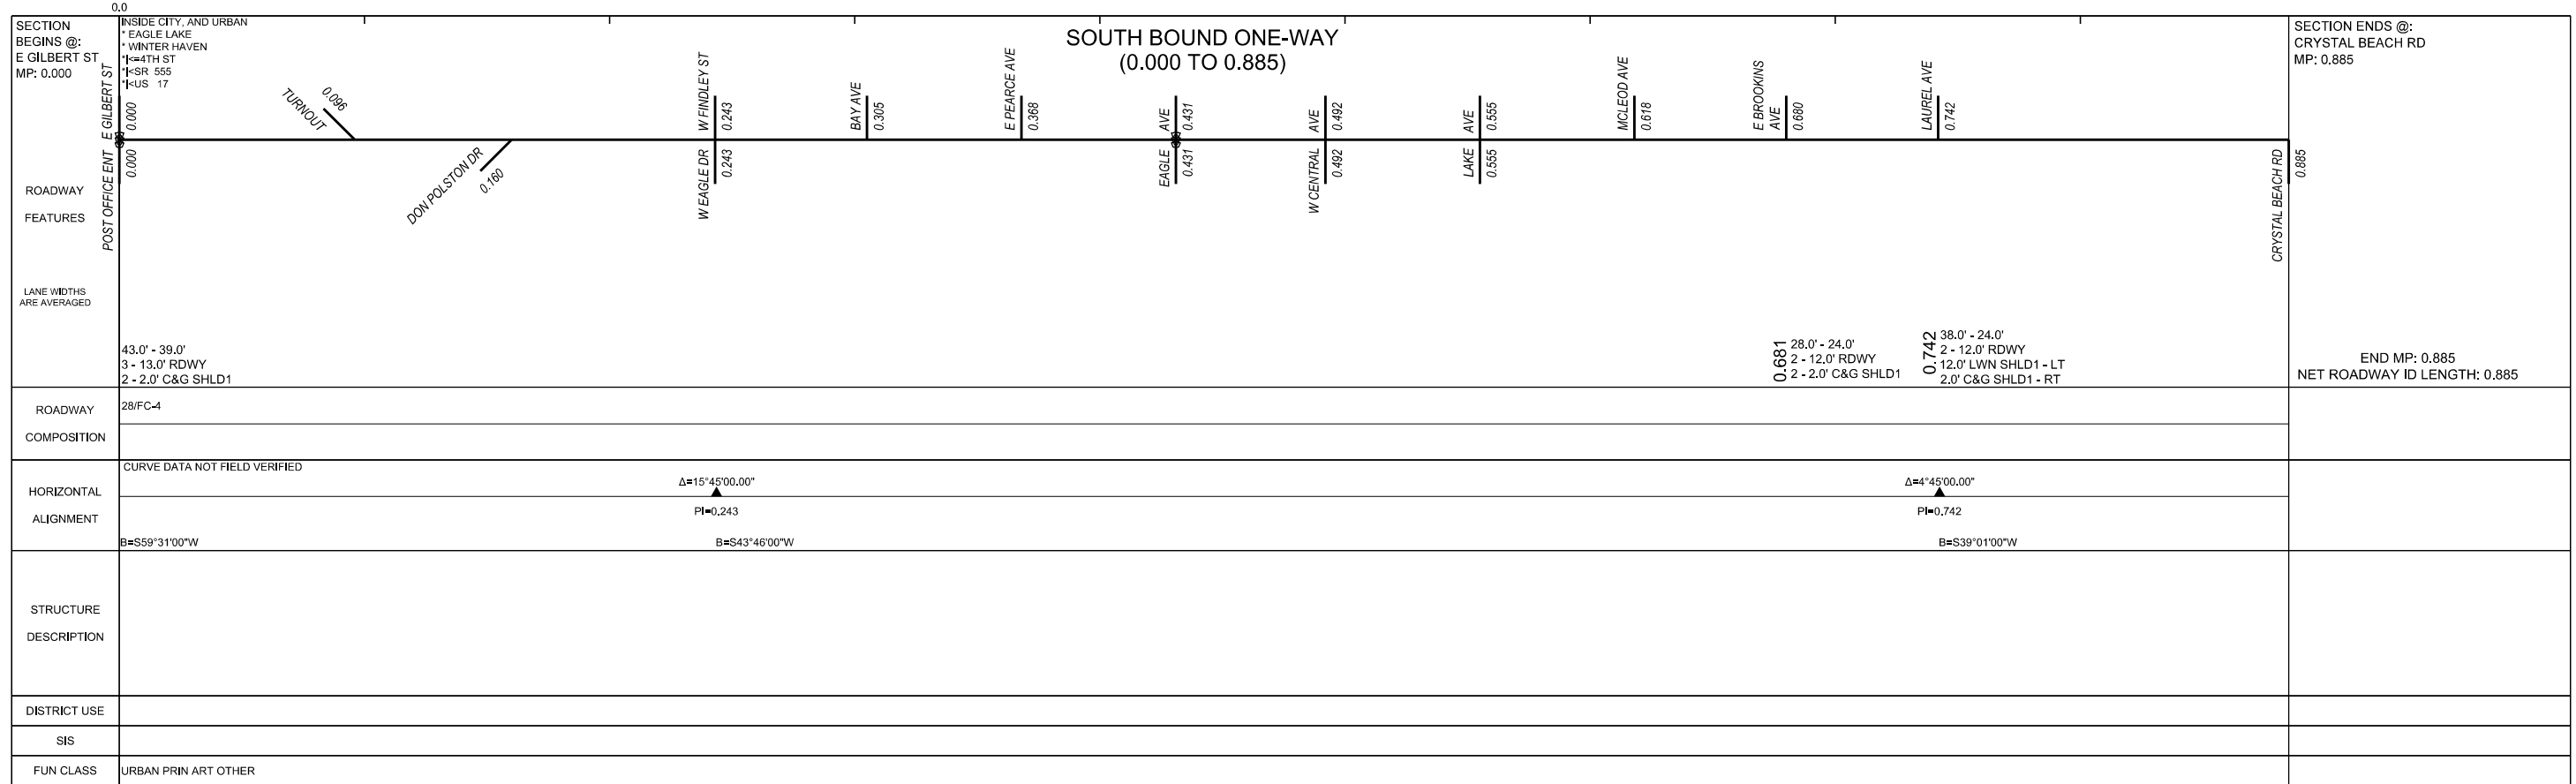 0.0
SECTION
BEGINS @:
E GILBERT ST
MP: 0.000
INSIDE CITY, AND URBAN
* EAGLE LAKE
* WINTER HAVEN
*|<=4TH ST
*|<SR 555
*|<US 17
SOUTH BOUND ONE-WAY
(0.000 TO 0.885)
SECTION ENDS @:
CRYSTAL BEACH RD
MP: 0.885
E GILBERT ST
0.000
TURNOUT
0.096
W FINDLEY ST
0.243
BAY AVE
0.305
E PEARCE AVE
0.368
AVE
0.431
AVE
0.492
AVE
0.555
MCLEOD AVE
0.618
E BROOKINS
AVE
0.680
LAUREL AVE
0.742
POST OFFICE ENT
0.000
DON POLSTON DR
0.160
W EAGLE DR
0.243
EAGLE
0.431
W CENTRAL
0.492
LAKE
0.555
CRYSTAL BEACH RD
0.885
ROADWAY
FEATURES
LANE WIDTHS
ARE AVERAGED
43.0' - 39.0'
3 - 13.0' RDWY
2 - 2.0' C&G SHLD1
0.681
28.0' - 24.0'
2 - 12.0' RDWY
2 - 2.0' C&G SHLD1
0.742
38.0' - 24.0'
2 - 12.0' RDWY
12.0' LWN SHLD1 - LT
2.0' C&G SHLD1 - RT
END MP: 0.885
NET ROADWAY ID LENGTH: 0.885
ROADWAY
COMPOSITION
28/FC-4
HORIZONTAL
ALIGNMENT
CURVE DATA NOT FIELD VERIFIED
Δ=15°45'00.00"
PI=0.243
Δ=4°45'00.00"
PI=0.742
B=S59°31'00"W
B=S43°46'00"W
B=S39°01'00"W
STRUCTURE
DESCRIPTION
DISTRICT USE
SIS
FUN CLASS
URBAN PRIN ART OTHER